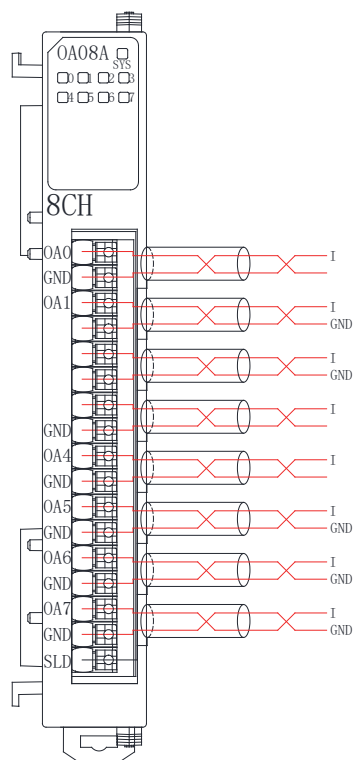 OA08A
SYS
0 1 2 3
4 5 6 7
8CH
OA0 I
GND
OA1 I
GND
I
GND
I
GND
OA4 I
GND
OA5 I
GND GND
OA6 I
GND GND
OA7 I
GND GND
SLD